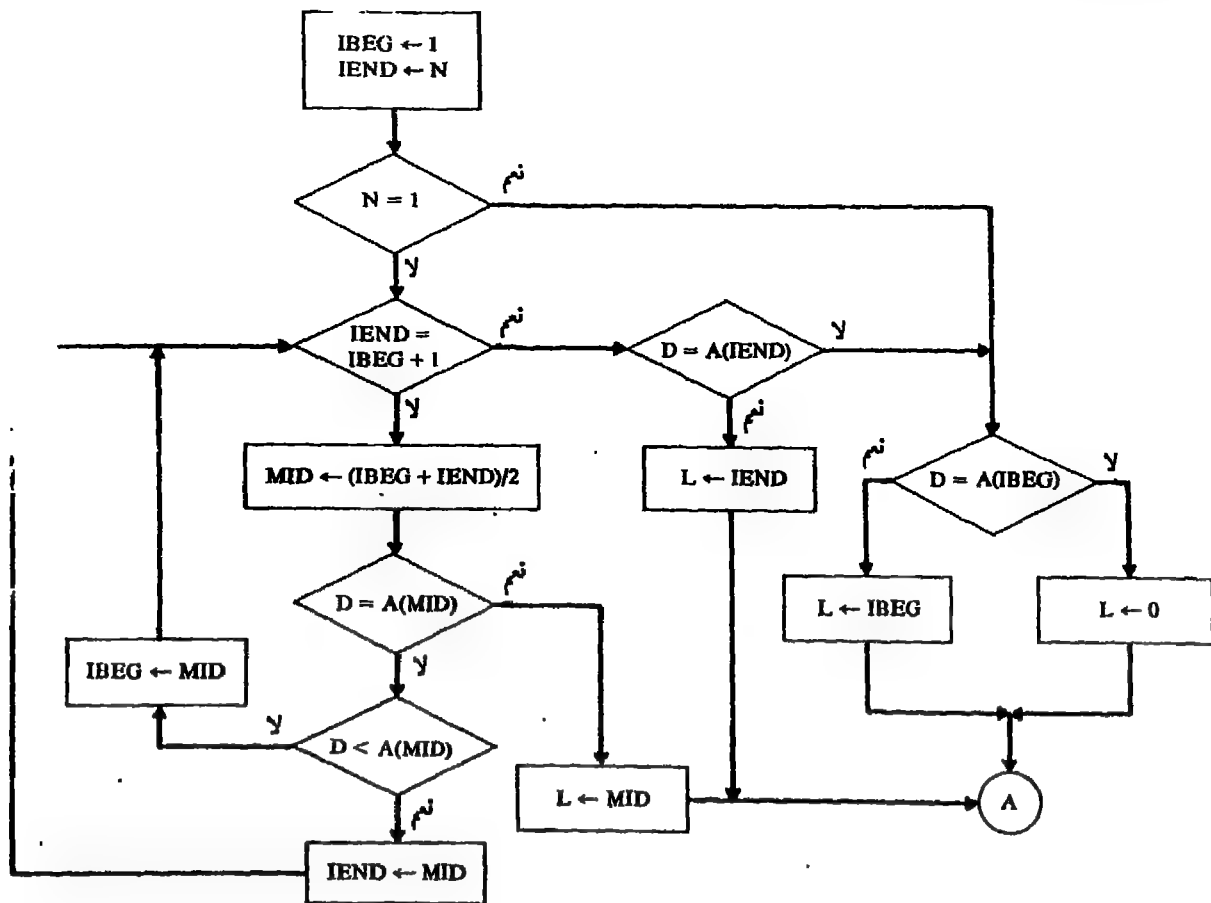 IBEG ← 1
IEND ← N
N = 1
نعم
لا
IEND =
IBEG + 1
نعم
لا
D = A(IEND)
لا
نعم
MID ← (IBEG + IEND)/2
L ← IEND
D = A(IBEG)
نعم
لا
D = A(MID)
نعم
لا
L ← IBEG
L ← 0
IBEG ← MID
D < A(MID)
لا
نعم
L ← MID
A
IEND ← MID